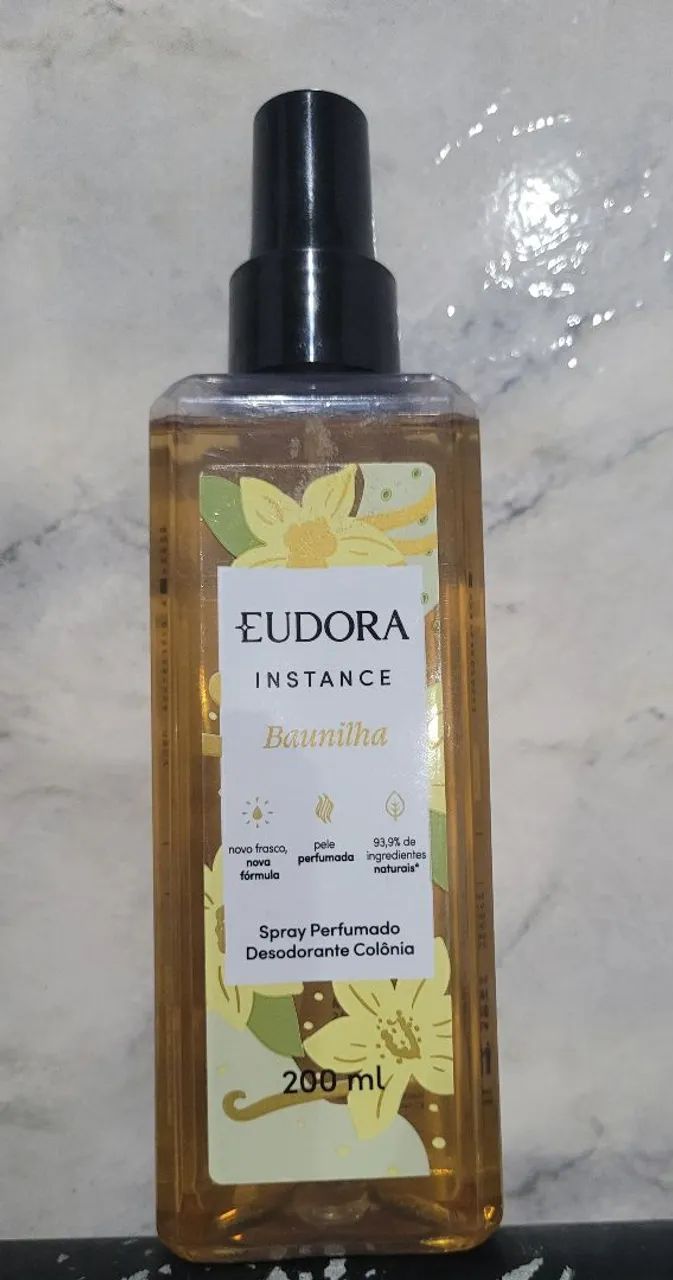 EUDORA
INSTANCE
Baunilha
novo frasco,
nova
fórmula
pele
perfumada
93,9% de
ingredientes
naturais*
Spray Perfumado
Desodorante Colônia
200 ml